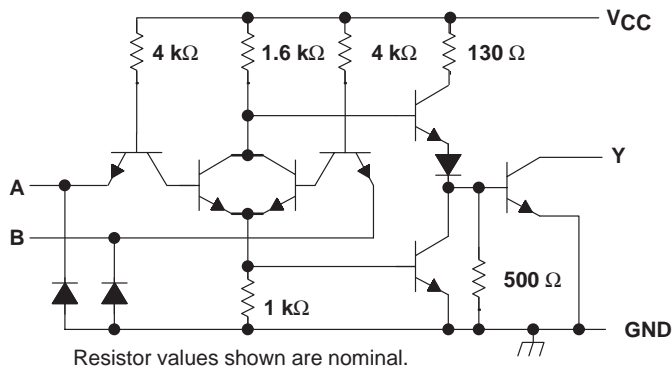 VCC
4 kΩ 1.6 kΩ 4 kΩ 130 Ω
A
Y
B
500 Ω
1 kΩ
GND
Resistor values shown are nominal.